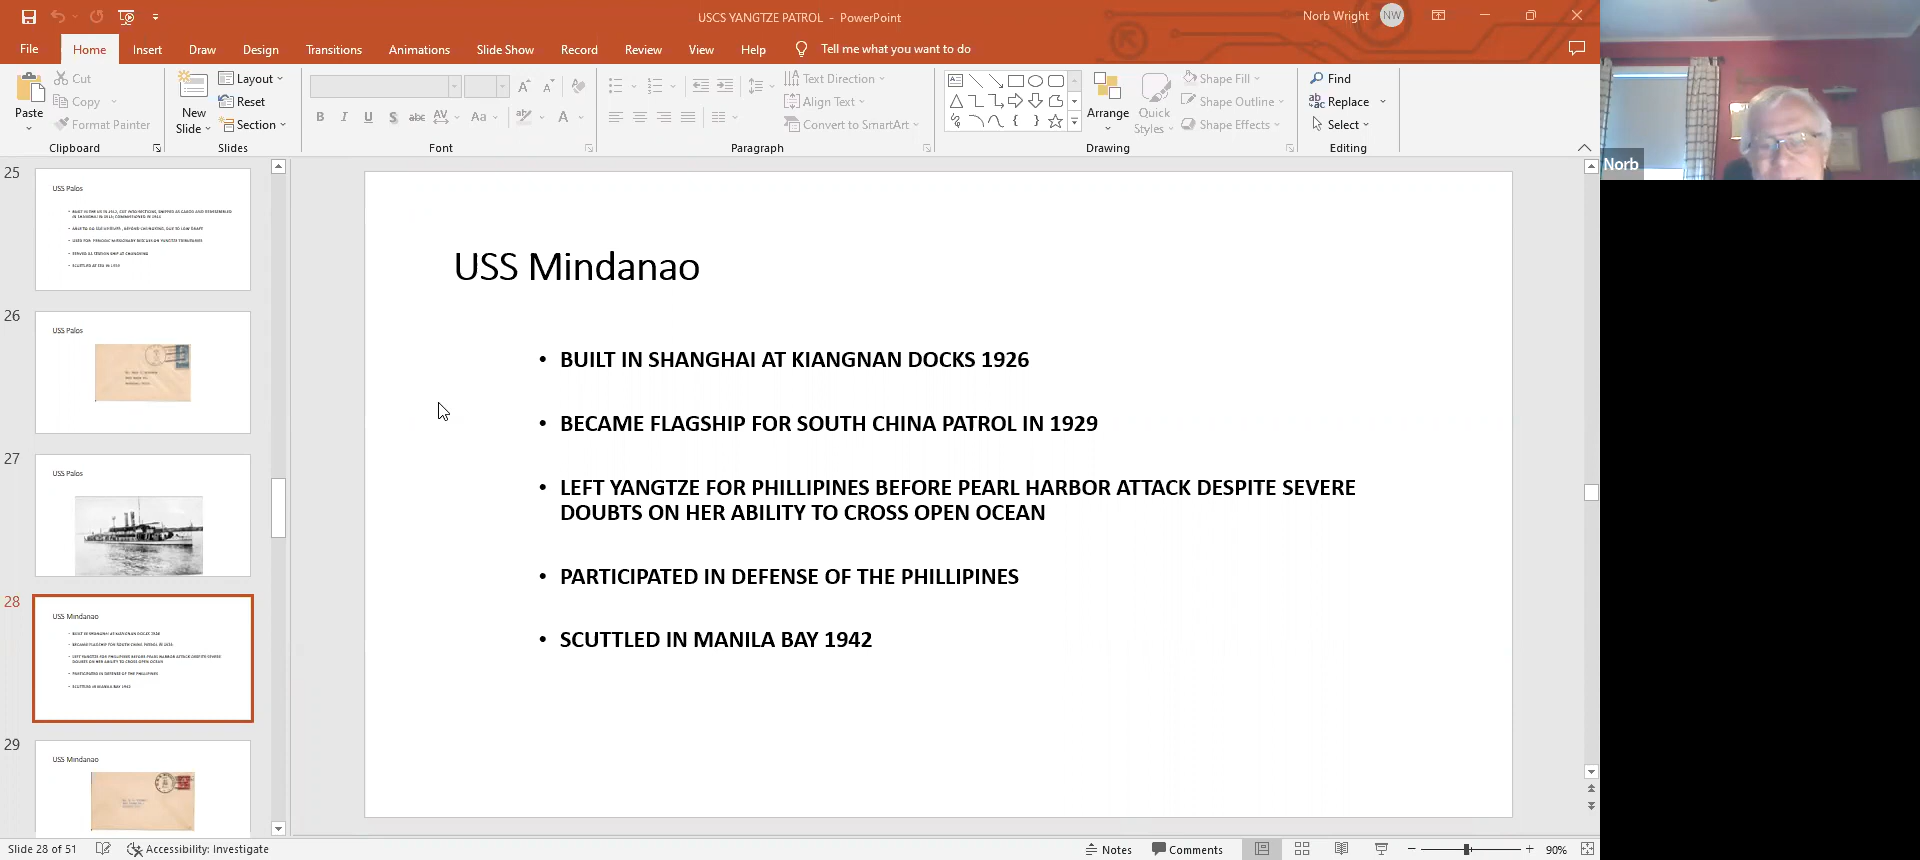 USCS YANGTZE PATROL - PowerPoint
Norb Wright NW
File Home Insert Draw Design Transitions Animations Slide Show Record Review View Help Tell me what you want to do
Paste
Cut
Copy
Format Painter
Clipboard
New
Slide
Layout
Reset
Section
Slides
B I U S abc AV Aa A
Font
Text Direction
Align Text
Convert to SmartArt
Paragraph
Arrange
Quick
Styles
Shape Fill
Shape Outline
Shape Effects
Drawing
Find
Replace
Select
Editing
Norb
25
USS Palos
26
USS Palos
27
USS Palos
28
USS Mindanao
29
USS Mindanao
USS Mindanao
• BUILT IN SHANGHAI AT KIANGNAN DOCKS 1926
• BECAME FLAGSHIP FOR SOUTH CHINA PATROL IN 1929
• LEFT YANGTZE FOR PHILLIPINES BEFORE PEARL HARBOR ATTACK DESPITE SEVERE
DOUBTS ON HER ABILITY TO CROSS OPEN OCEAN
• PARTICIPATED IN DEFENSE OF THE PHILLIPINES
• SCUTTLED IN MANILA BAY 1942
Slide 28 of 51
Accessibility: Investigate
Notes
Comments
90%